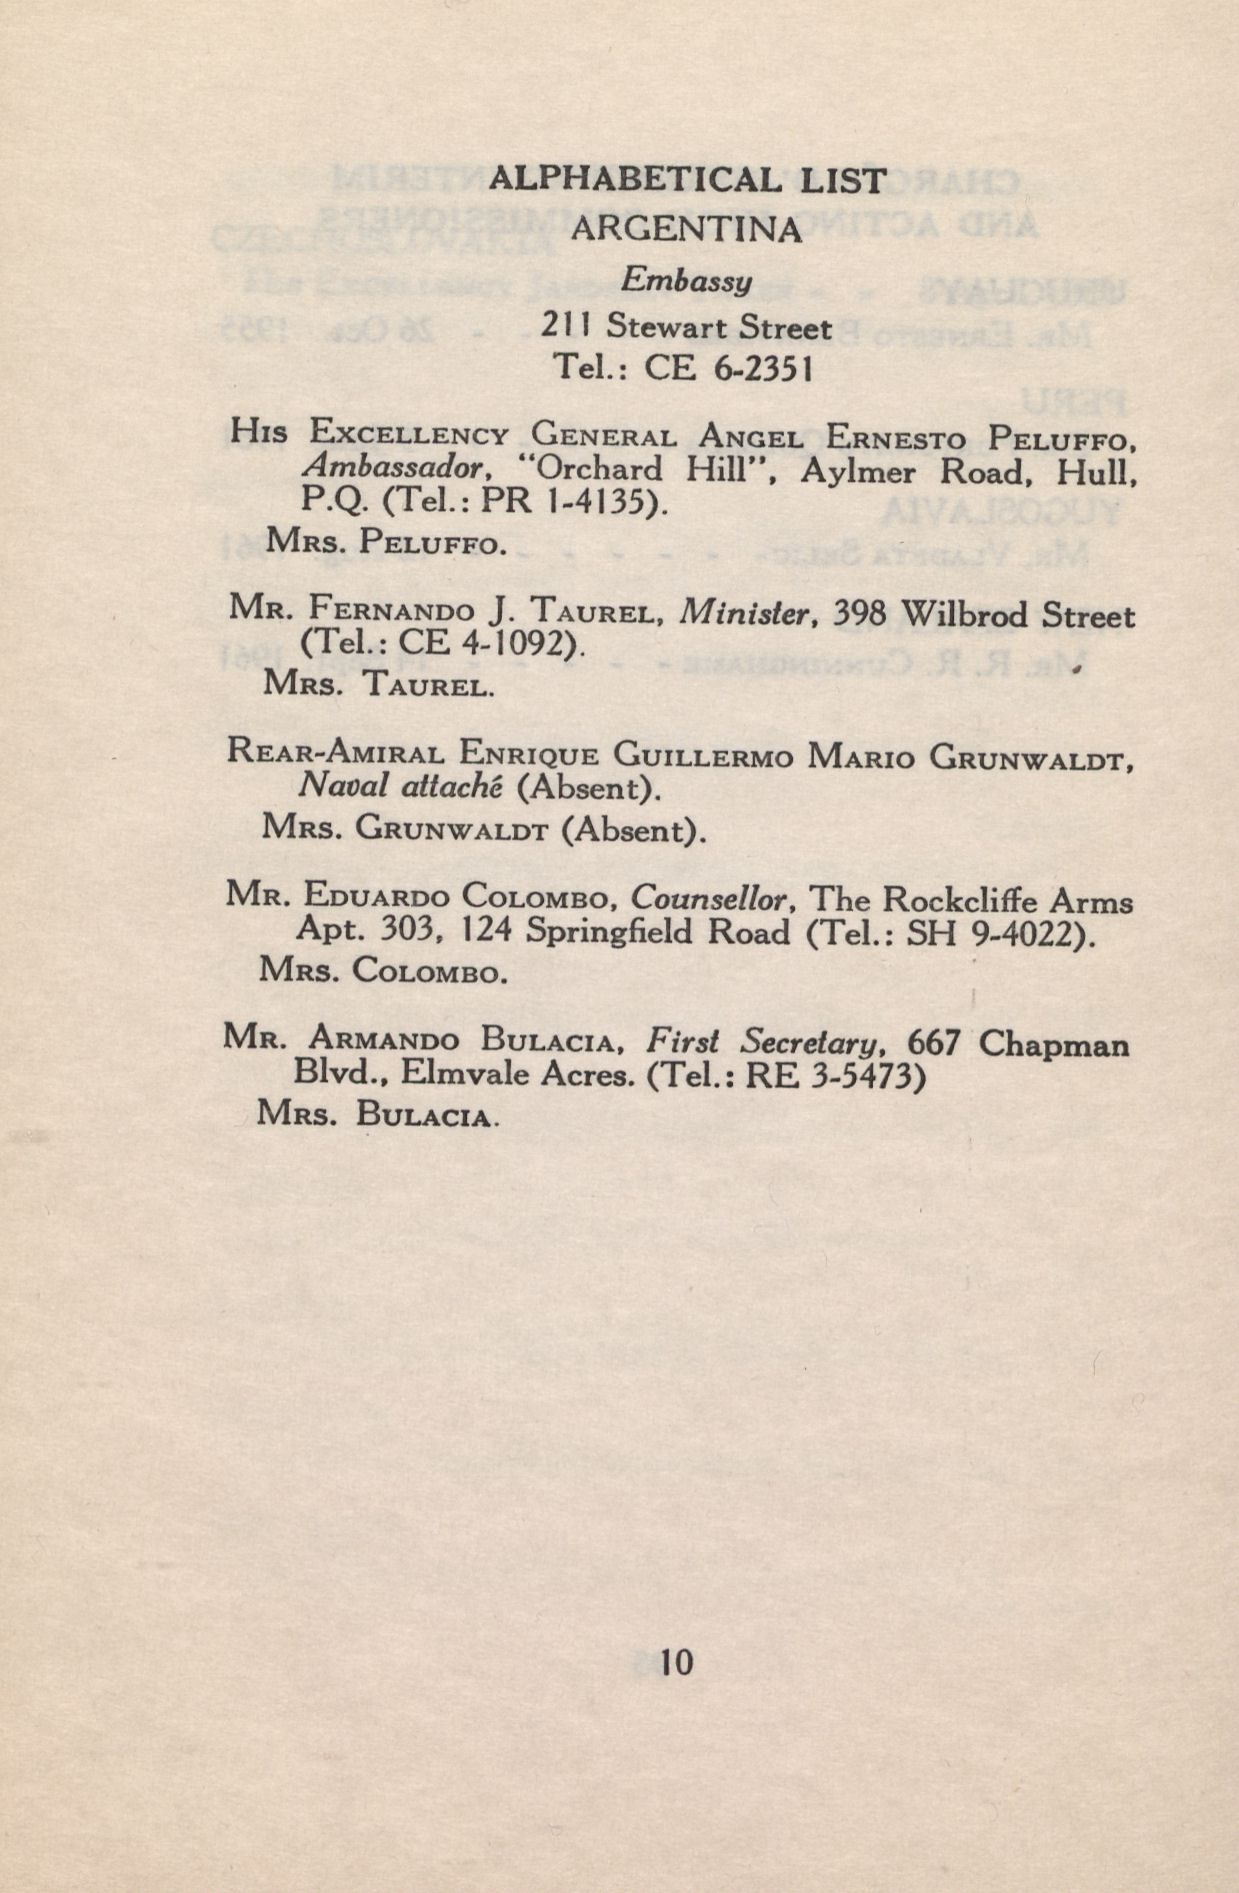 ALPHABETICAL LIST
ARGENTINA
Embassy
211 Stewart Street
Tel.: CE 6-2351
His Excellency General Angel Ernesto Peluffo,
Ambassador, "Orchard Hill", Aylmer Road, Hull,
P.Q. (Tel.: PR 1-4135).
Mrs. Peluffo.
Mr. Fernando J. Taurel, Minister, 398 Wilbrod Street
(Tel.: CE 4-1092).
Mrs. Taurel.
Rear-Amiral Enrique Guillermo Mario Grunwaldt,
Naval attaché (Absent).
Mrs. Grunwaldt (Absent).
Mr. Eduardo Colombo, Counsellor, The Rockcliffe Arms
Apt. 303, 124 Springfield Road (Tel.: SH 9-4022).
Mrs. Colombo.
Mr. Armando Bulacia, First Secretary, 667 Chapman
Blvd., Elmvale Acres. (Tel.: RE 3-5473)
Mrs. Bulacia.
10